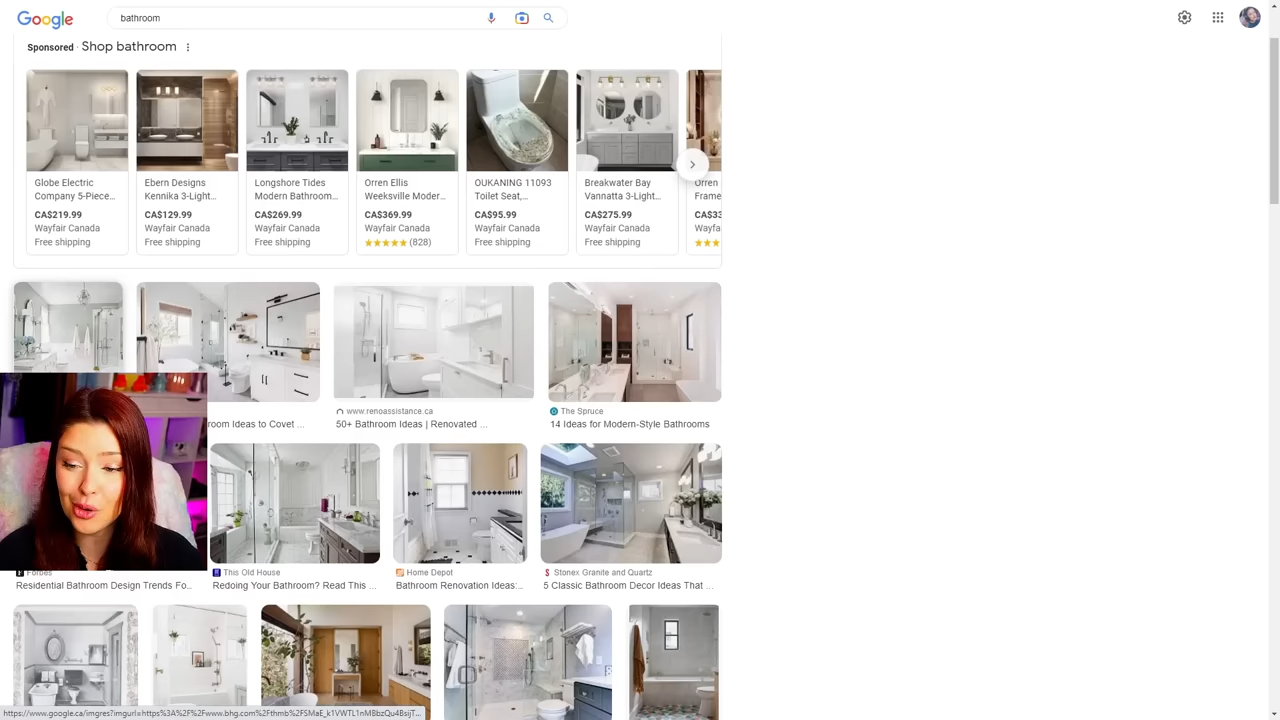 Google
bathroom
Sponsored · Shop bathroom
Globe Electric
Company 5-Piece...
CA$219.99
Wayfair Canada
Free shipping
Ebern Designs
Kennika 3-Light...
CA$129.99
Wayfair Canada
Free shipping
Longshore Tides
Modern Bathroom...
CA$269.99
Wayfair Canada
Free shipping
Orren Ellis
Weeksville Moder...
CA$369.99
Wayfair Canada
(828)
OUKANING 11093
Toilet Seat,...
CA$95.99
Wayfair Canada
Free shipping
Breakwater Bay
Vannatta 3-Light...
CA$275.99
Wayfair Canada
Free shipping
Orren
Frame
CA$33
Wayfa
room Ideas to Covet ...
www.renoassistance.ca
50+ Bathroom Ideas | Renovated ...
The Spruce
14 Ideas for Modern-Style Bathrooms
Forbes
Residential Bathroom Design Trends Fo...
This Old House
Redoing Your Bathroom? Read This ...
Home Depot
Bathroom Renovation Ideas:...
Stonex Granite and Quartz
5 Classic Bathroom Decor Ideas That ...